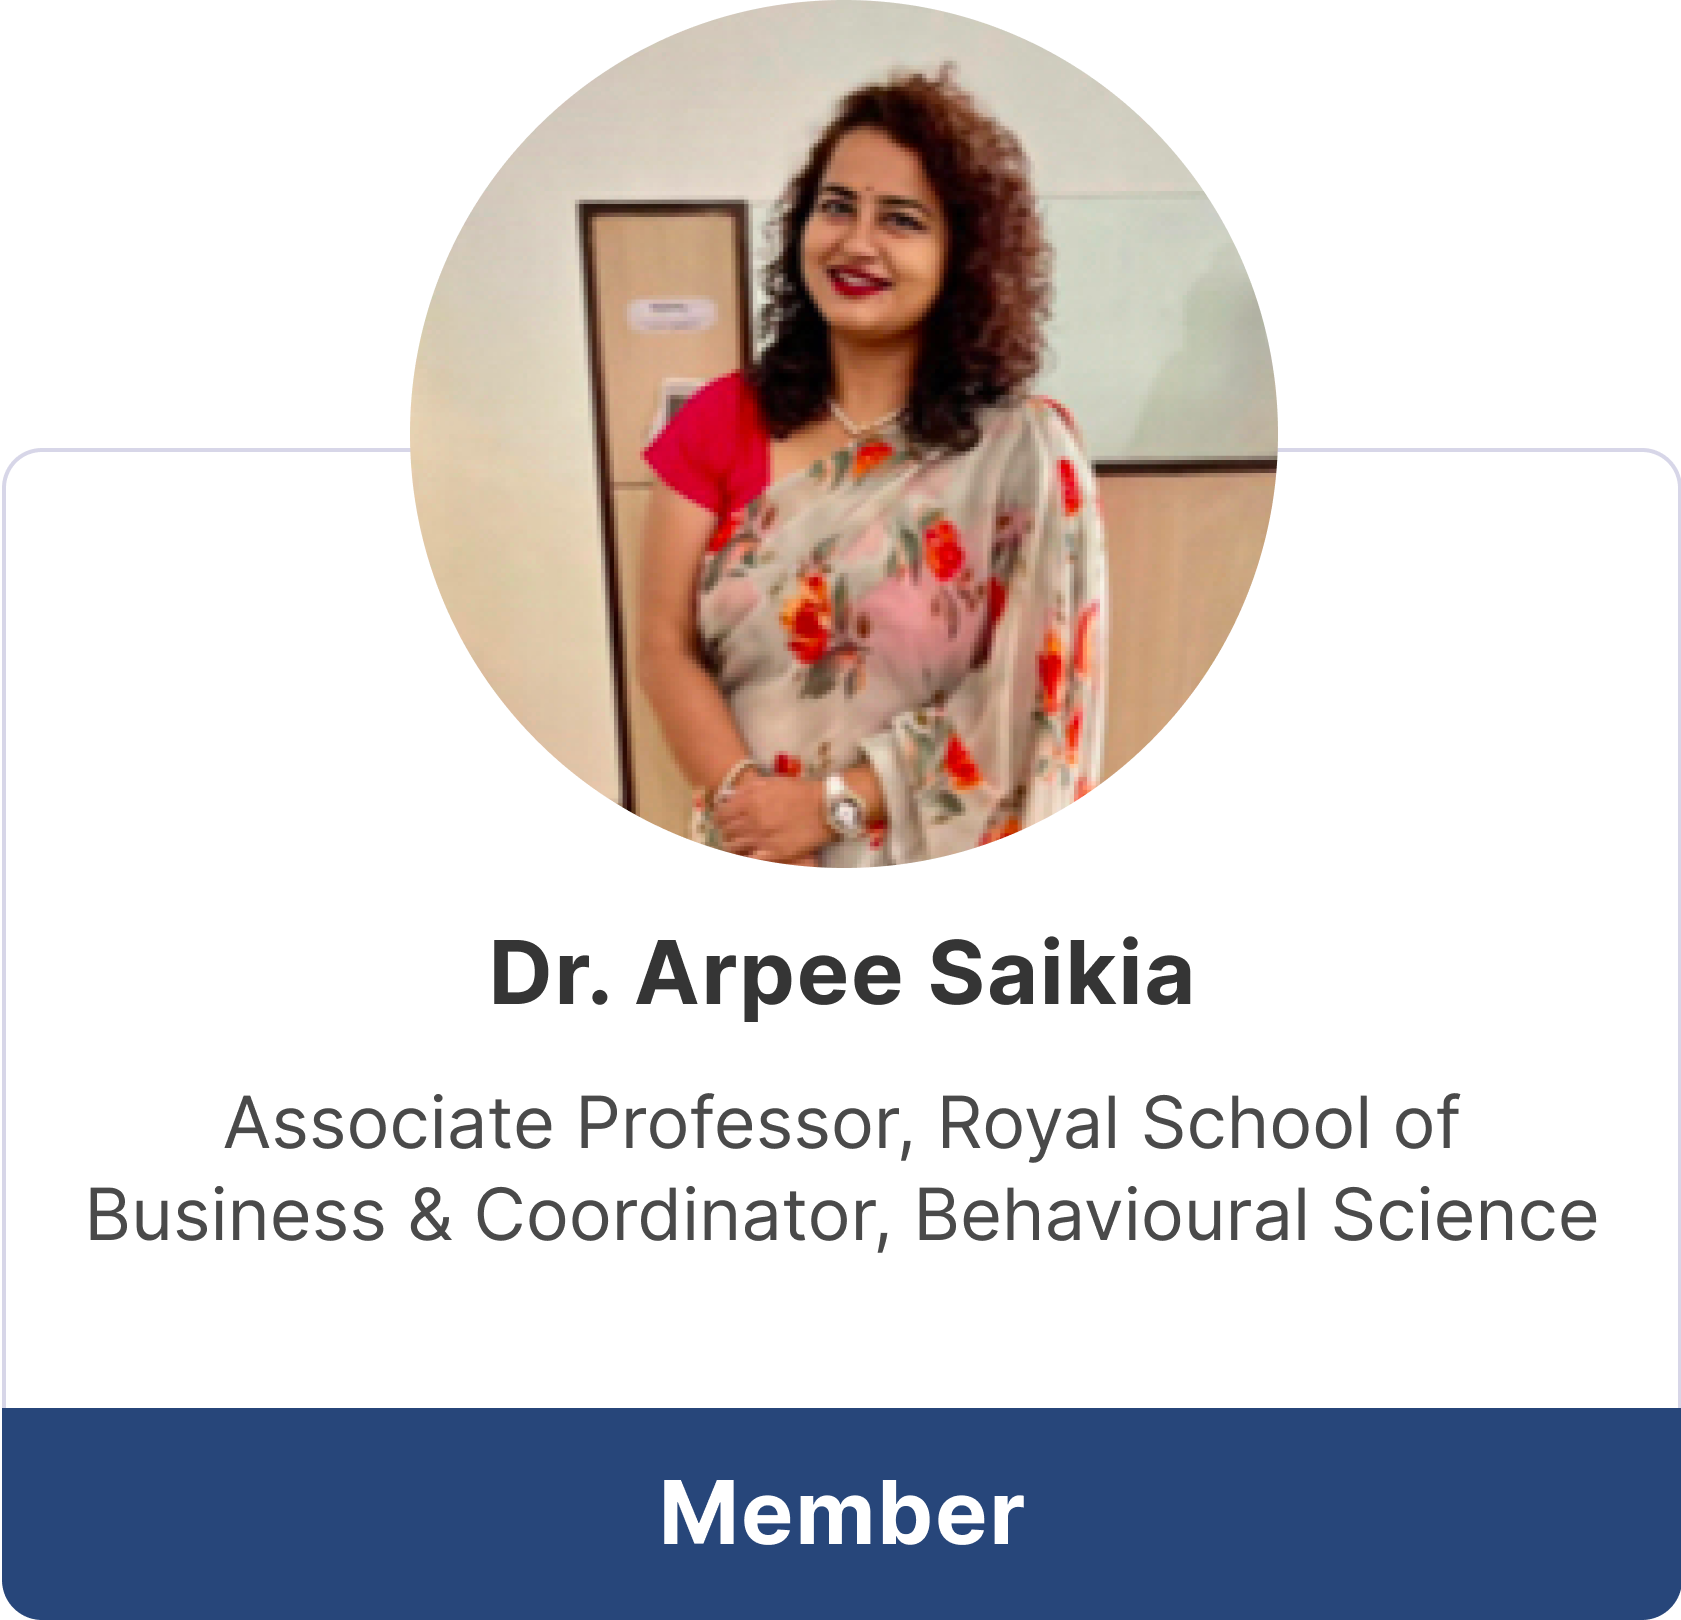 Dr. Arpee Saikia
Associate Professor, Royal School of
Business & Coordinator, Behavioural Science
Member